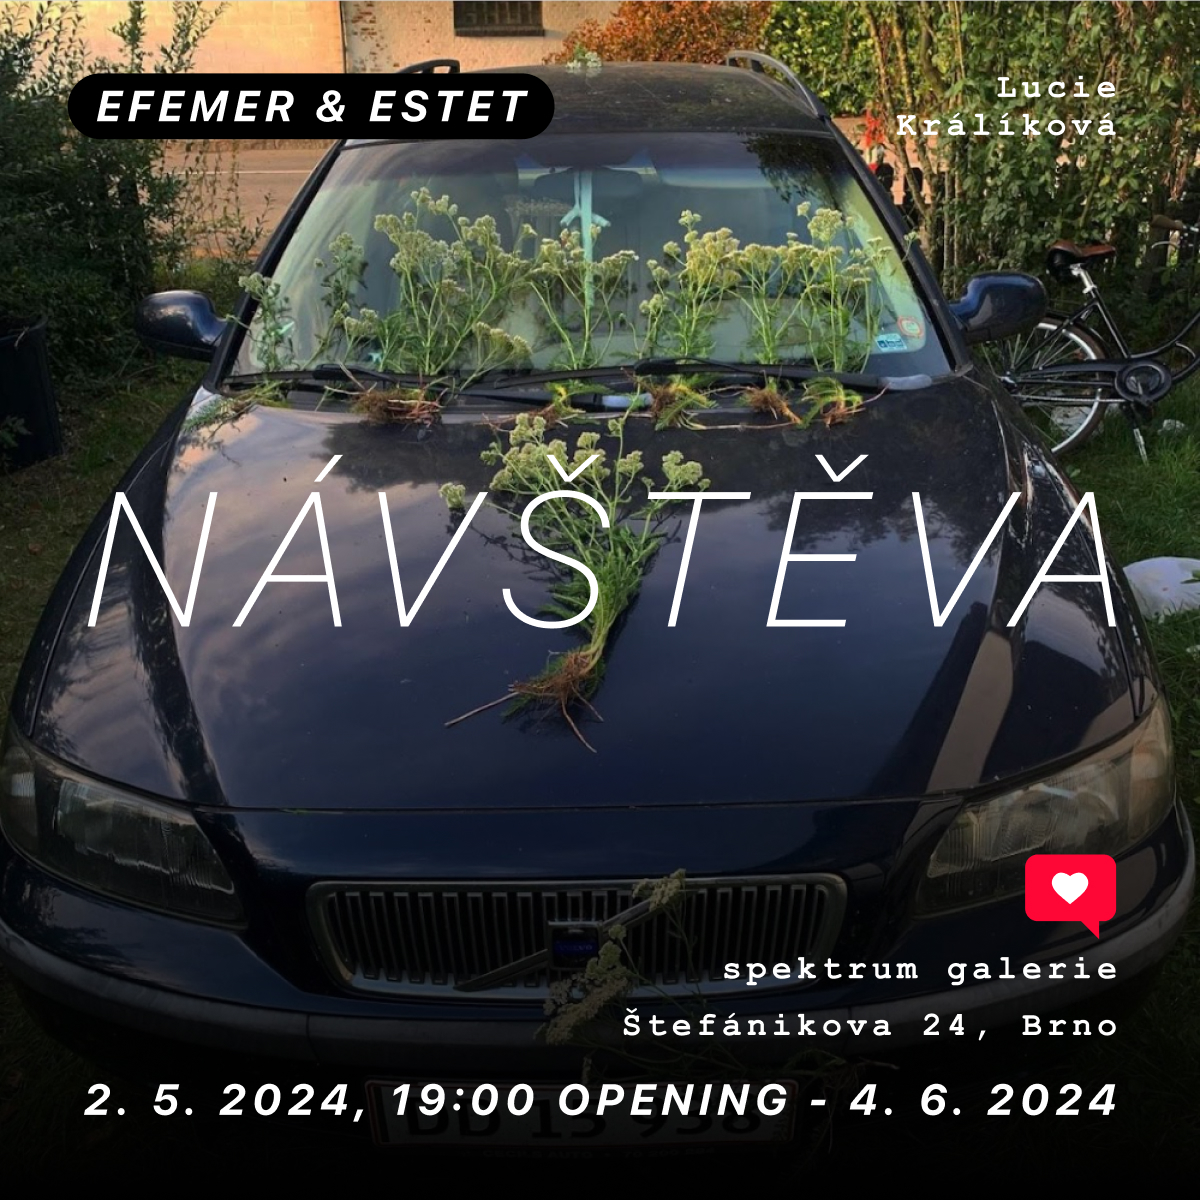 EFEMER & ESTET
Lucie
Králíková
NÁVŠTĚVA
spektrum galerie
Štefánikova 24, Brno
2. 5. 2024, 19:00 OPENING - 4. 6. 2024